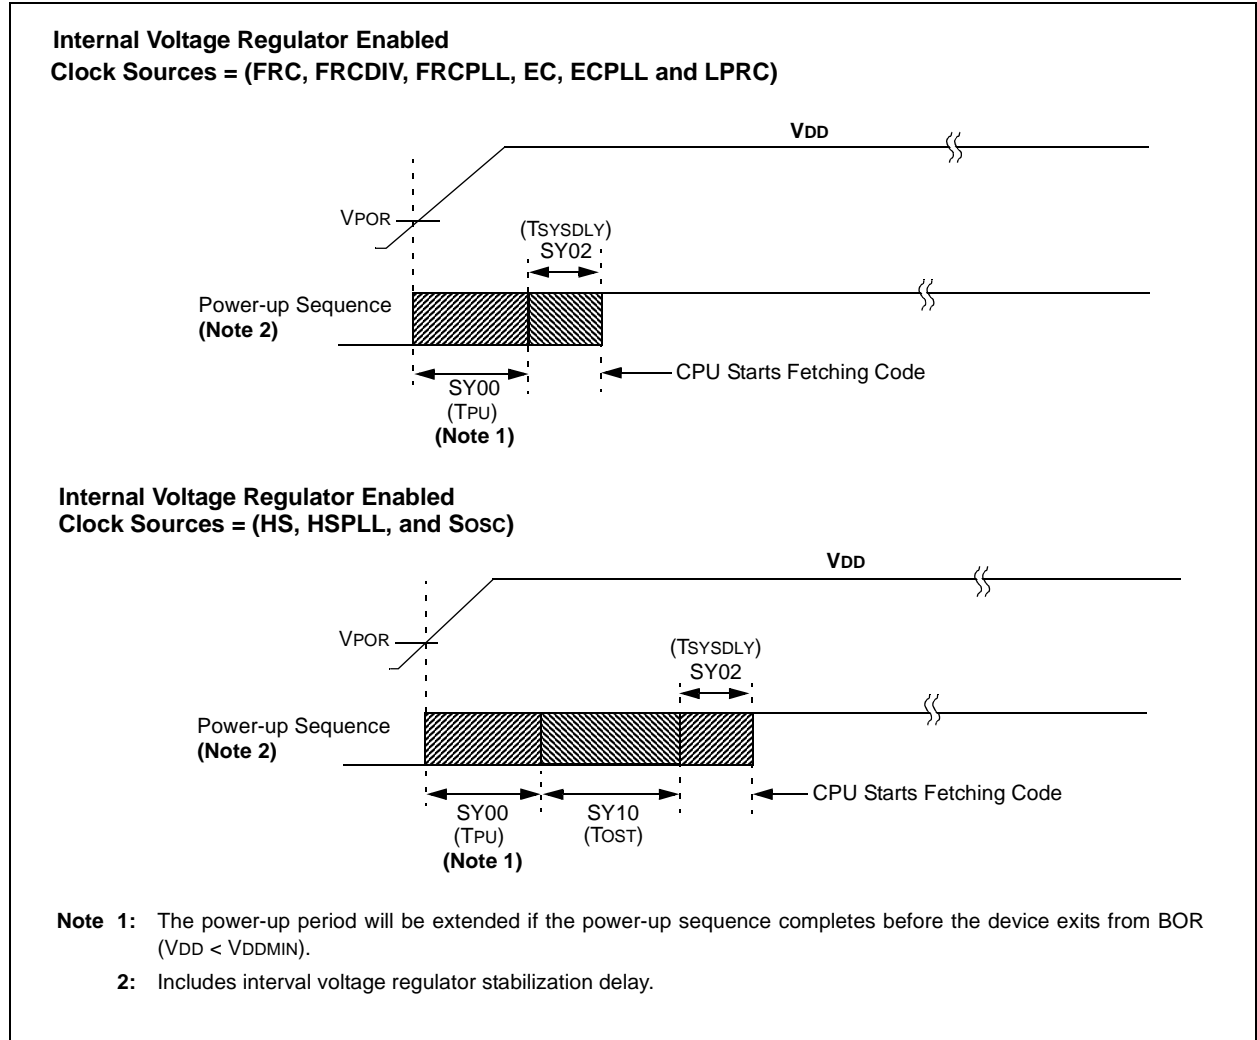 Internal Voltage Regulator Enabled
Clock Sources = (FRC, FRCDIV, FRCPLL, EC, ECPLL and LPRC)
VDD
VPOR
(TSYSDLY)
SY02
Power-up Sequence
(Note 2)
CPU Starts Fetching Code
SY00
(TPU)
(Note 1)
Internal Voltage Regulator Enabled
Clock Sources = (HS, HSPLL, and SOSC)
VDD
VPOR
(TSYSDLY)
SY02
Power-up Sequence
(Note 2)
CPU Starts Fetching Code
SY00
(TPU)
(Note 1)
SY10
(TOST)
Note 1: The power-up period will be extended if the power-up sequence completes before the device exits from BOR
(VDD < VDDMIN).
2: Includes interval voltage regulator stabilization delay.